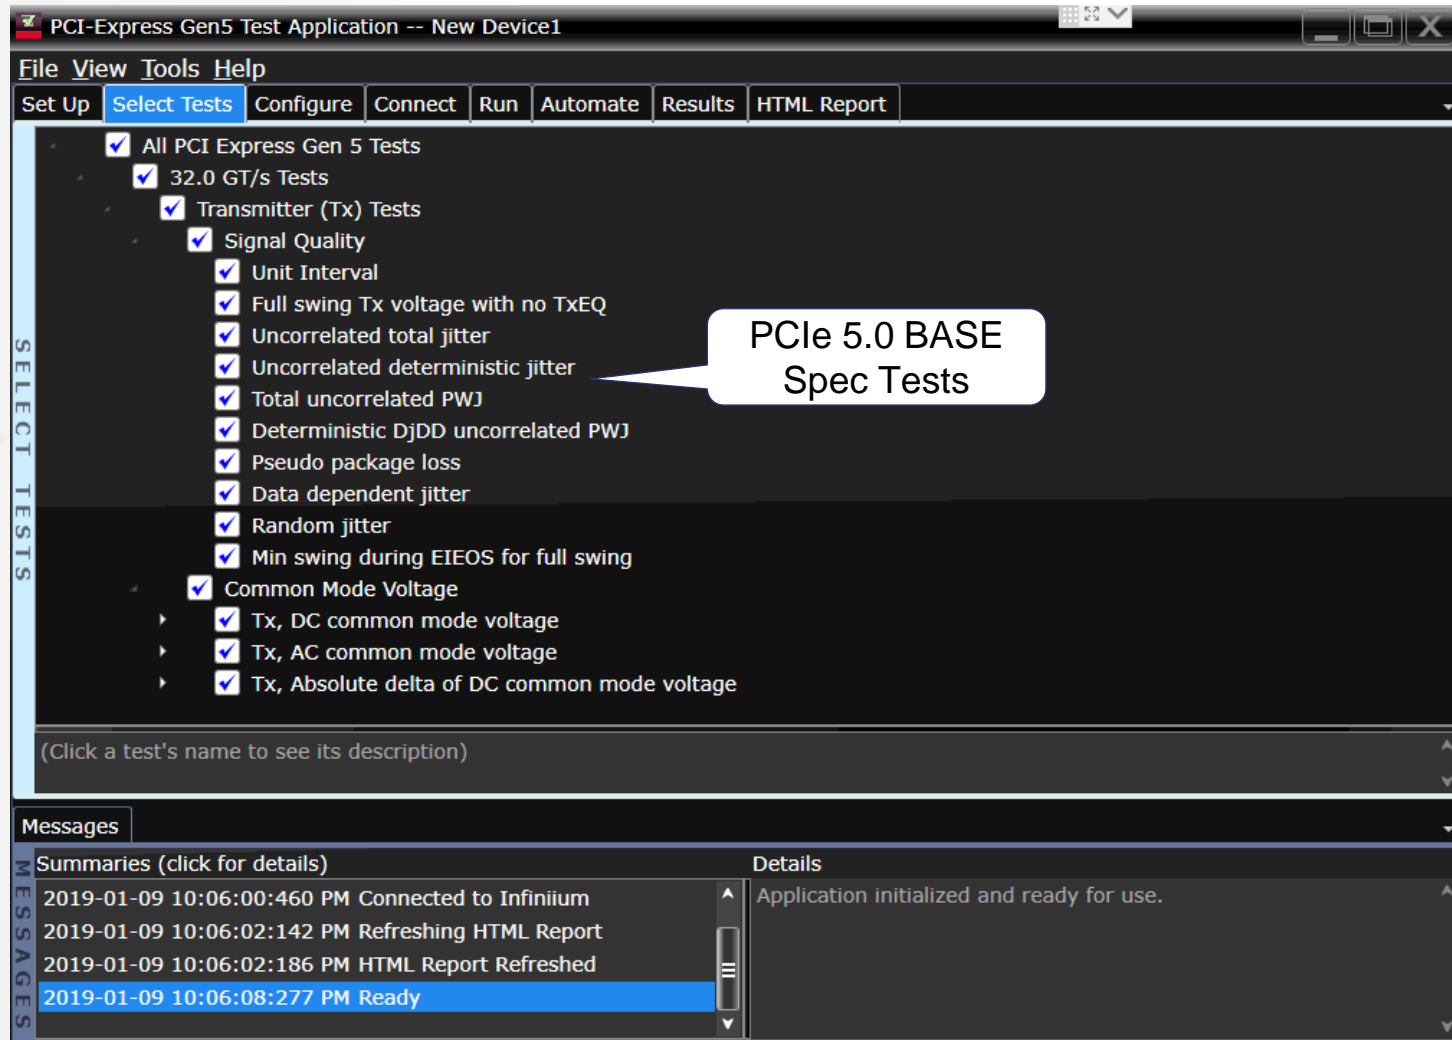 PCI-Express Gen5 Test Application -- New Device1
File View Tools Help
Set Up Select Tests Configure Connect Run Automate Results HTML Report
SELECT TESTS
All PCI Express Gen 5 Tests
32.0 GT/s Tests
Transmitter (Tx) Tests
Signal Quality
Unit Interval
Full swing Tx voltage with no TxEQ
Uncorrelated total jitter
Uncorrelated deterministic jitter
Total uncorrelated PWJ
Deterministic DjDD uncorrelated PWJ
Pseudo package loss
Data dependent jitter
Random jitter
Min swing during EIEOS for full swing
Common Mode Voltage
Tx, DC common mode voltage
Tx, AC common mode voltage
Tx, Absolute delta of DC common mode voltage
PCIe 5.0 BASE
Spec Tests
(Click a test's name to see its description)
Messages
MESSAGES
Summaries (click for details)
2019-01-09 10:06:00:460 PM Connected to Infiniium
2019-01-09 10:06:02:142 PM Refreshing HTML Report
2019-01-09 10:06:02:186 PM HTML Report Refreshed
2019-01-09 10:06:08:277 PM Ready
Details
Application initialized and ready for use.